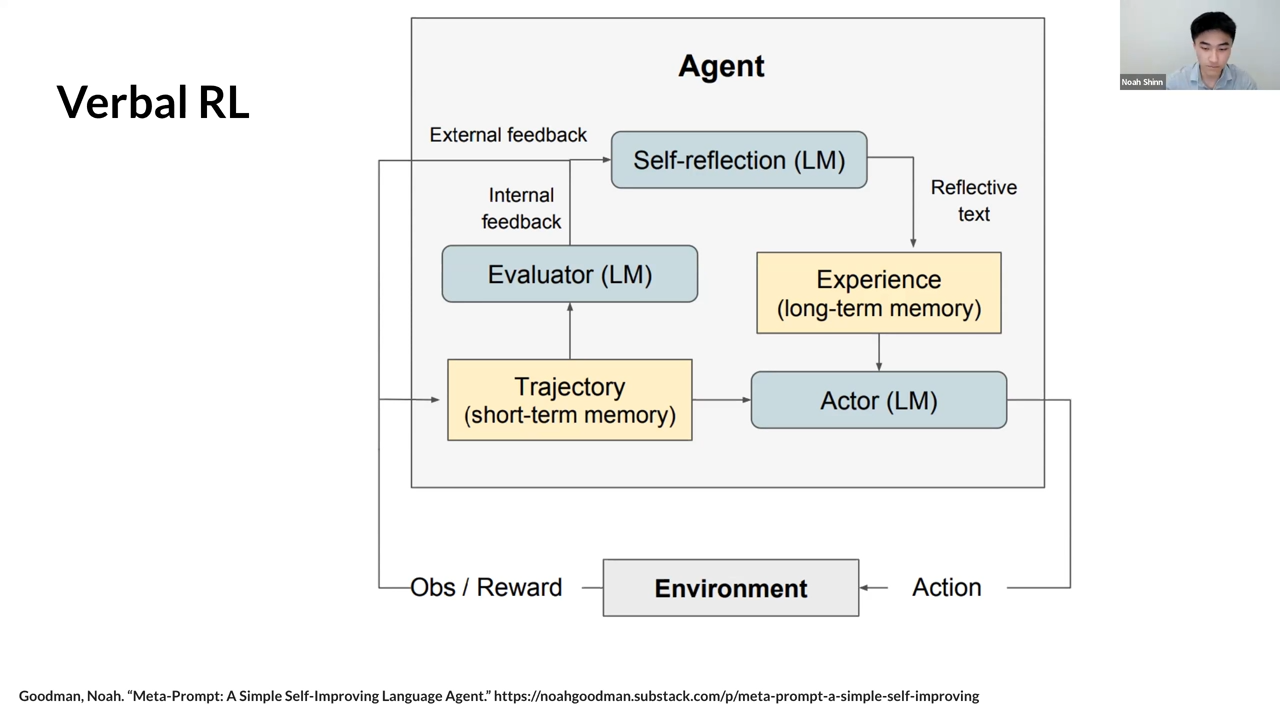 Verbal RL
Agent
External feedback
Self-reflection (LM)
Internal
feedback
Reflective
text
Evaluator (LM)
Experience
(long-term memory)
Trajectory
(short-term memory)
Actor (LM)
Obs / Reward
Environment
Action
Noah Shinn
Goodman, Noah. “Meta-Prompt: A Simple Self-Improving Language Agent.” https://noahgoodman.substack.com/p/meta-prompt-a-simple-self-improving